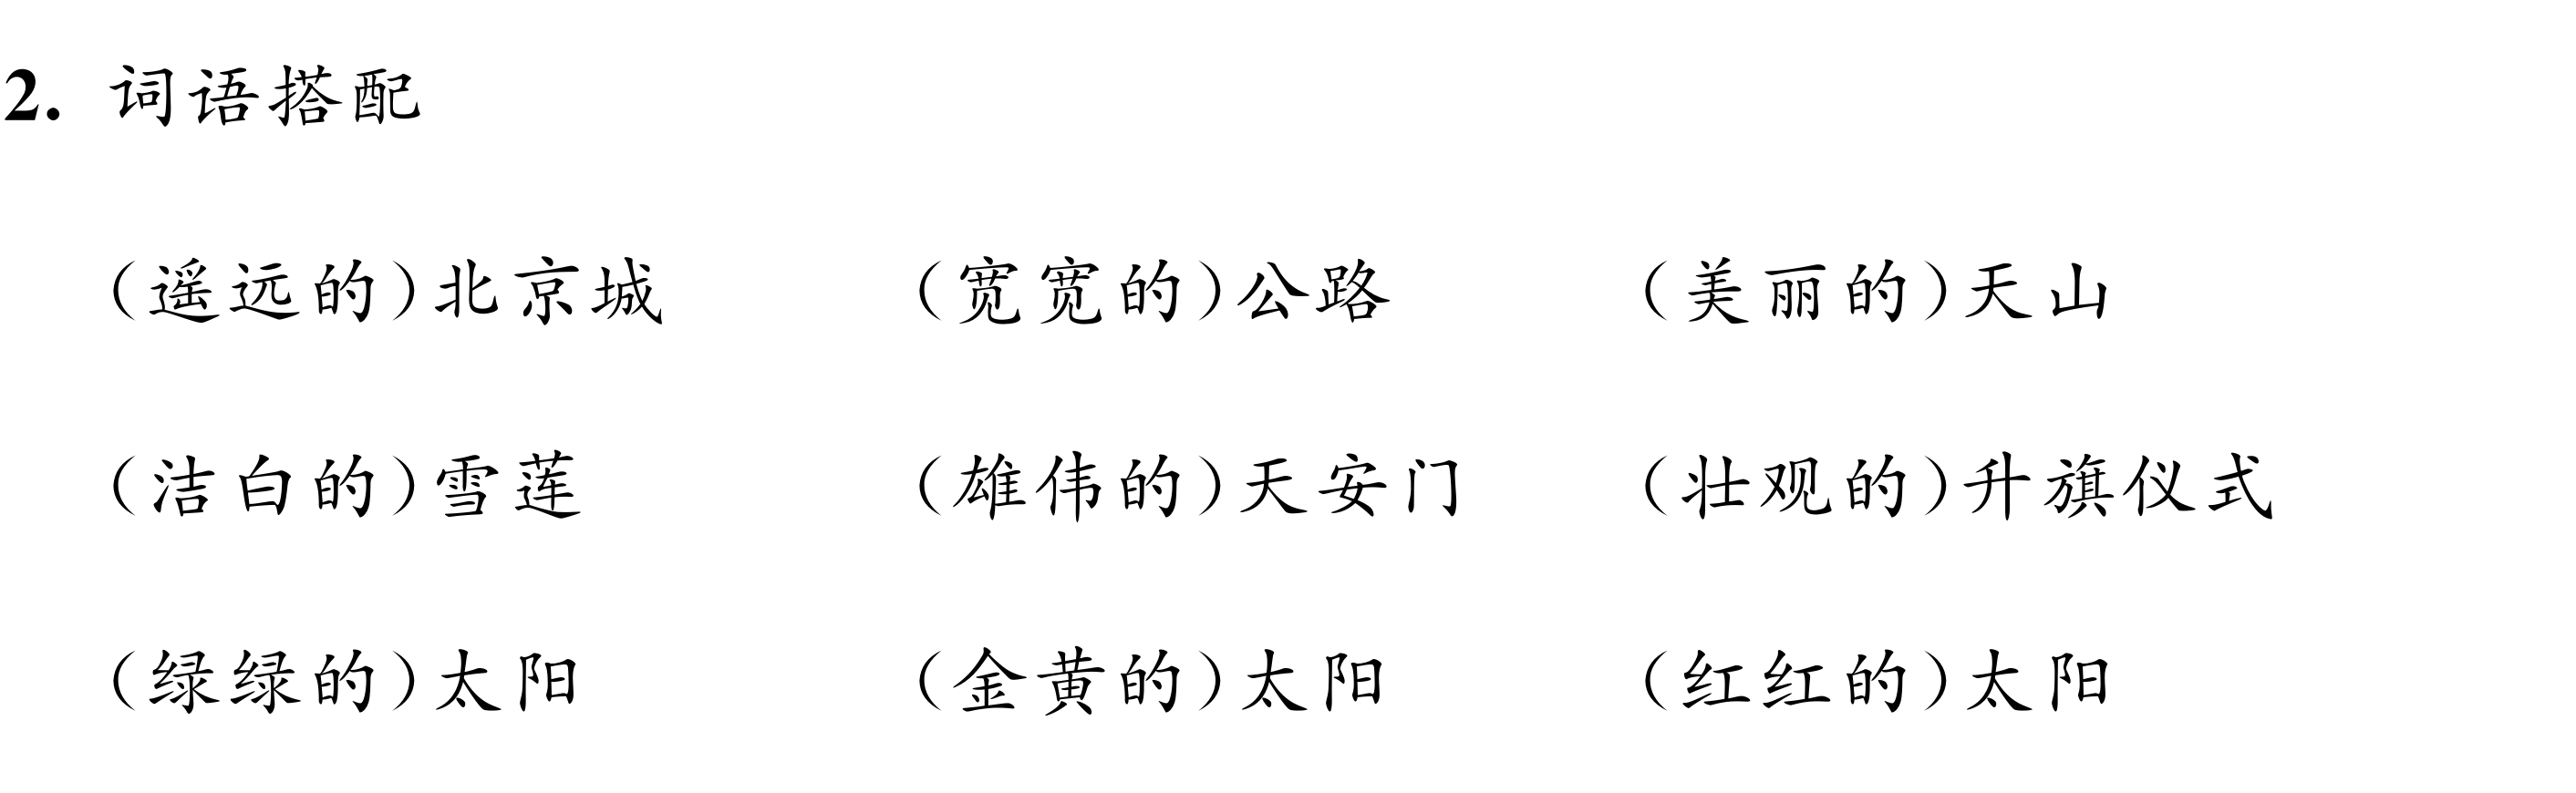 2. 词语搭配
（遥远的）北京城 （宽宽的）公路 （美丽的）天山
（洁白的）雪莲 （雄伟的）天安门 （壮观的）升旗仪式
（绿绿的）太阳 （金黄的）太阳 （红红的）太阳